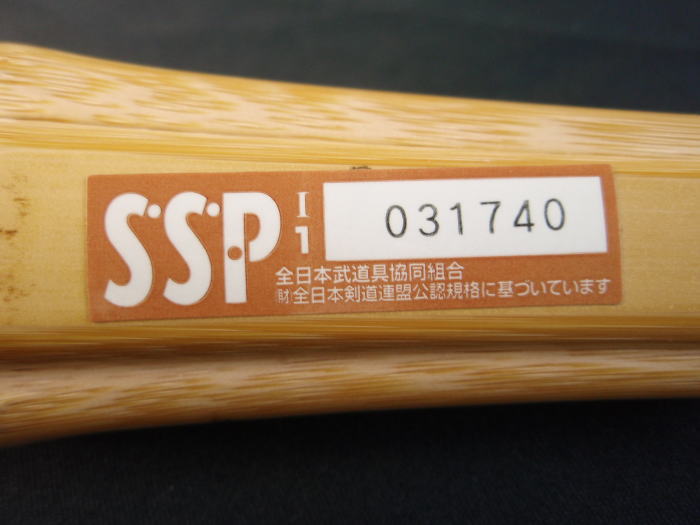 SSP
I
1
031740
全日本武道具協同組合
(財)全日本剣道連盟公認規格に基づいています